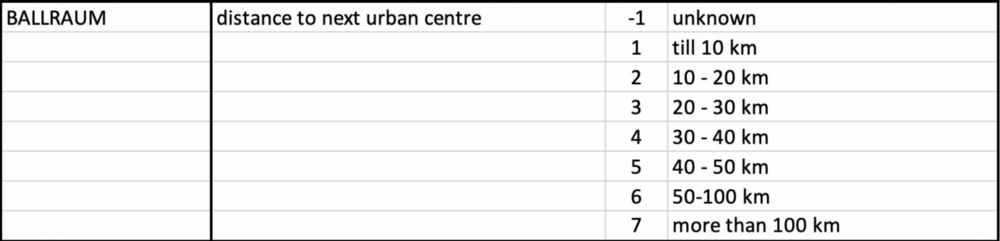 BALLRAUM distance to next urban centre -1 unknown
1 till 10 km
2 10 - 20 km
3 20 - 30 km
4 30 - 40 km
5 40 - 50 km
6 50-100 km
7 more than 100 km